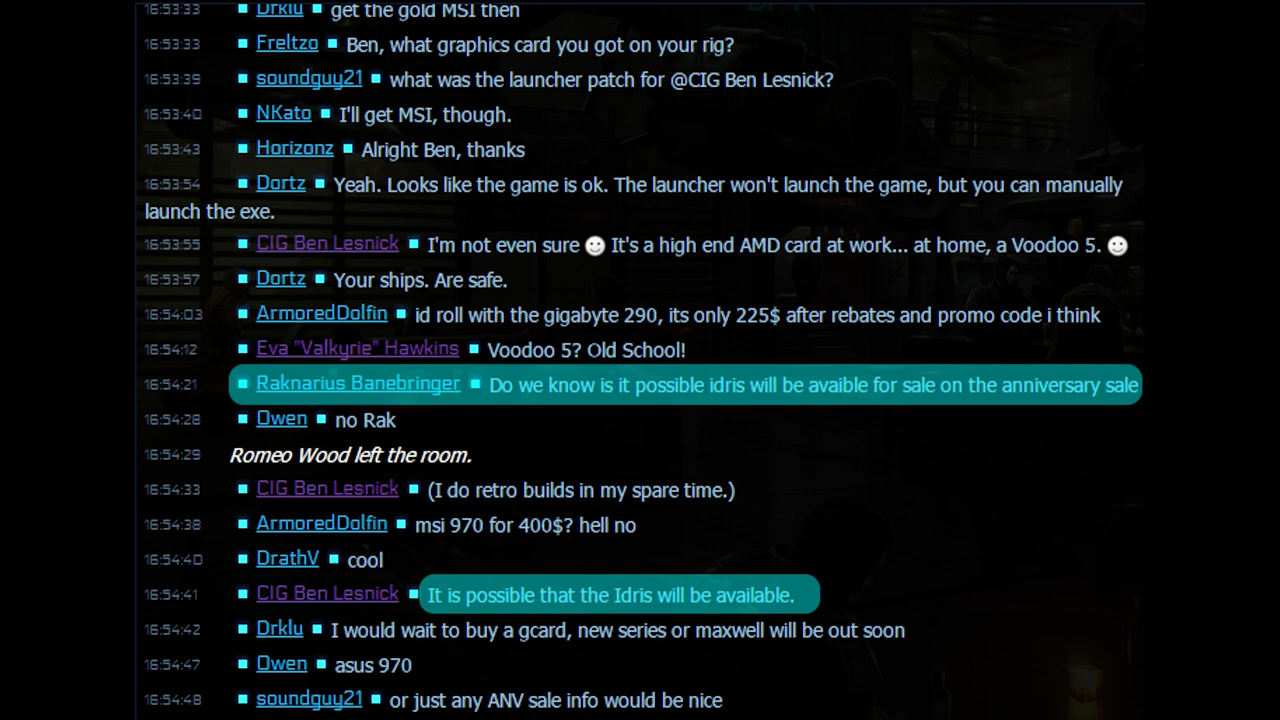 16:53:33 Drklu get the gold MSI then
16:53:33 Freltzo Ben, what graphics card you got on your rig?
16:53:39 soundguy21 what was the launcher patch for @CIG Ben Lesnick?
16:53:40 NKato I'll get MSI, though.
16:53:43 Horizonz Alright Ben, thanks
16:53:54 Dortz Yeah. Looks like the game is ok. The launcher won't launch the game, but you can manually
launch the exe.
16:53:55 CIG Ben Lesnick I'm not even sure It's a high end AMD card at work... at home, a Voodoo 5.
16:53:57 Dortz Your ships. Are safe.
16:54:03 ArmoredDolfin id roll with the gigabyte 290, its only 225$ after rebates and promo code i think
16:54:12 Eva "Valkyrie" Hawkins Voodoo 5? Old School!
16:54:21 Raknarius Banebringer Do we know is it possible idris will be avaible for sale on the anniversary sale
16:54:28 Owen no Rak
16:54:29 Romeo Wood left the room.
16:54:33 CIG Ben Lesnick (I do retro builds in my spare time.)
16:54:38 ArmoredDolfin msi 970 for 400$? hell no
16:54:40 DrathV cool
16:54:41 CIG Ben Lesnick It is possible that the Idris will be available.
16:54:42 Drklu I would wait to buy a gcard, new series or maxwell will be out soon
16:54:47 Owen asus 970
16:54:48 soundguy21 or just any ANV sale info would be nice